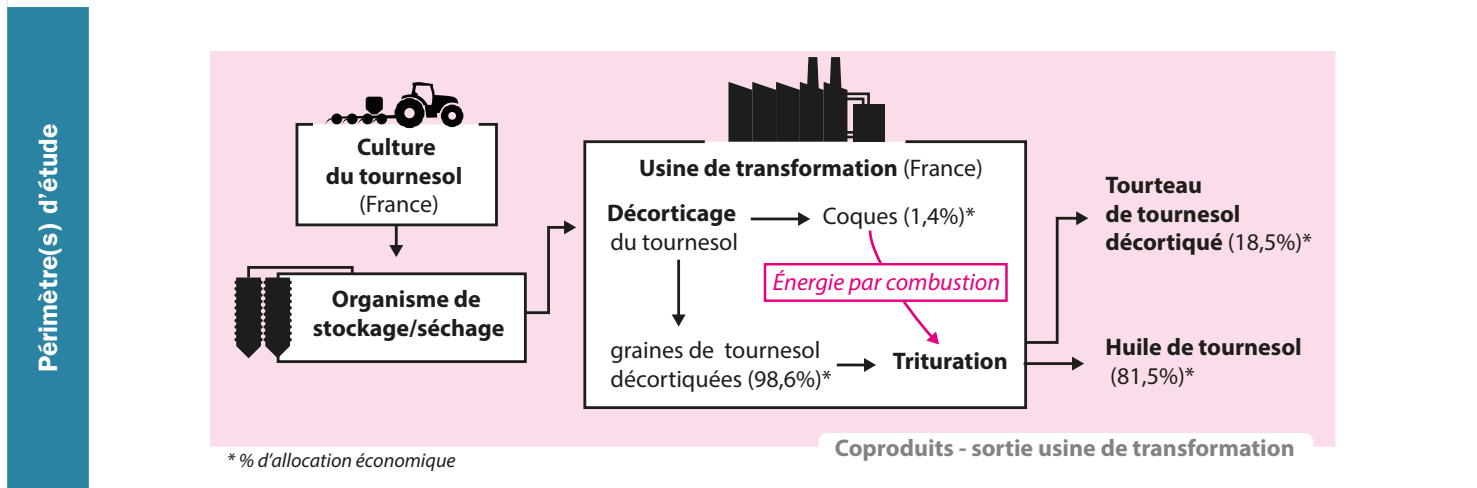 Périmètre(s) d'étude
Culture
du tournesol
(France)
Organisme de
stockage/séchage
Usine de transformation (France)
Décorticage
du tournesol
Coques (1,4%)*
Énergie par combustion
graines de tournesol
décortiquées (98,6%)*
Trituration
Tourteau
de tournesol
décortiqué (18,5%)*
Huile de tournesol
(81,5%)*
Coproduits - sortie usine de transformation
* % d'allocation économique